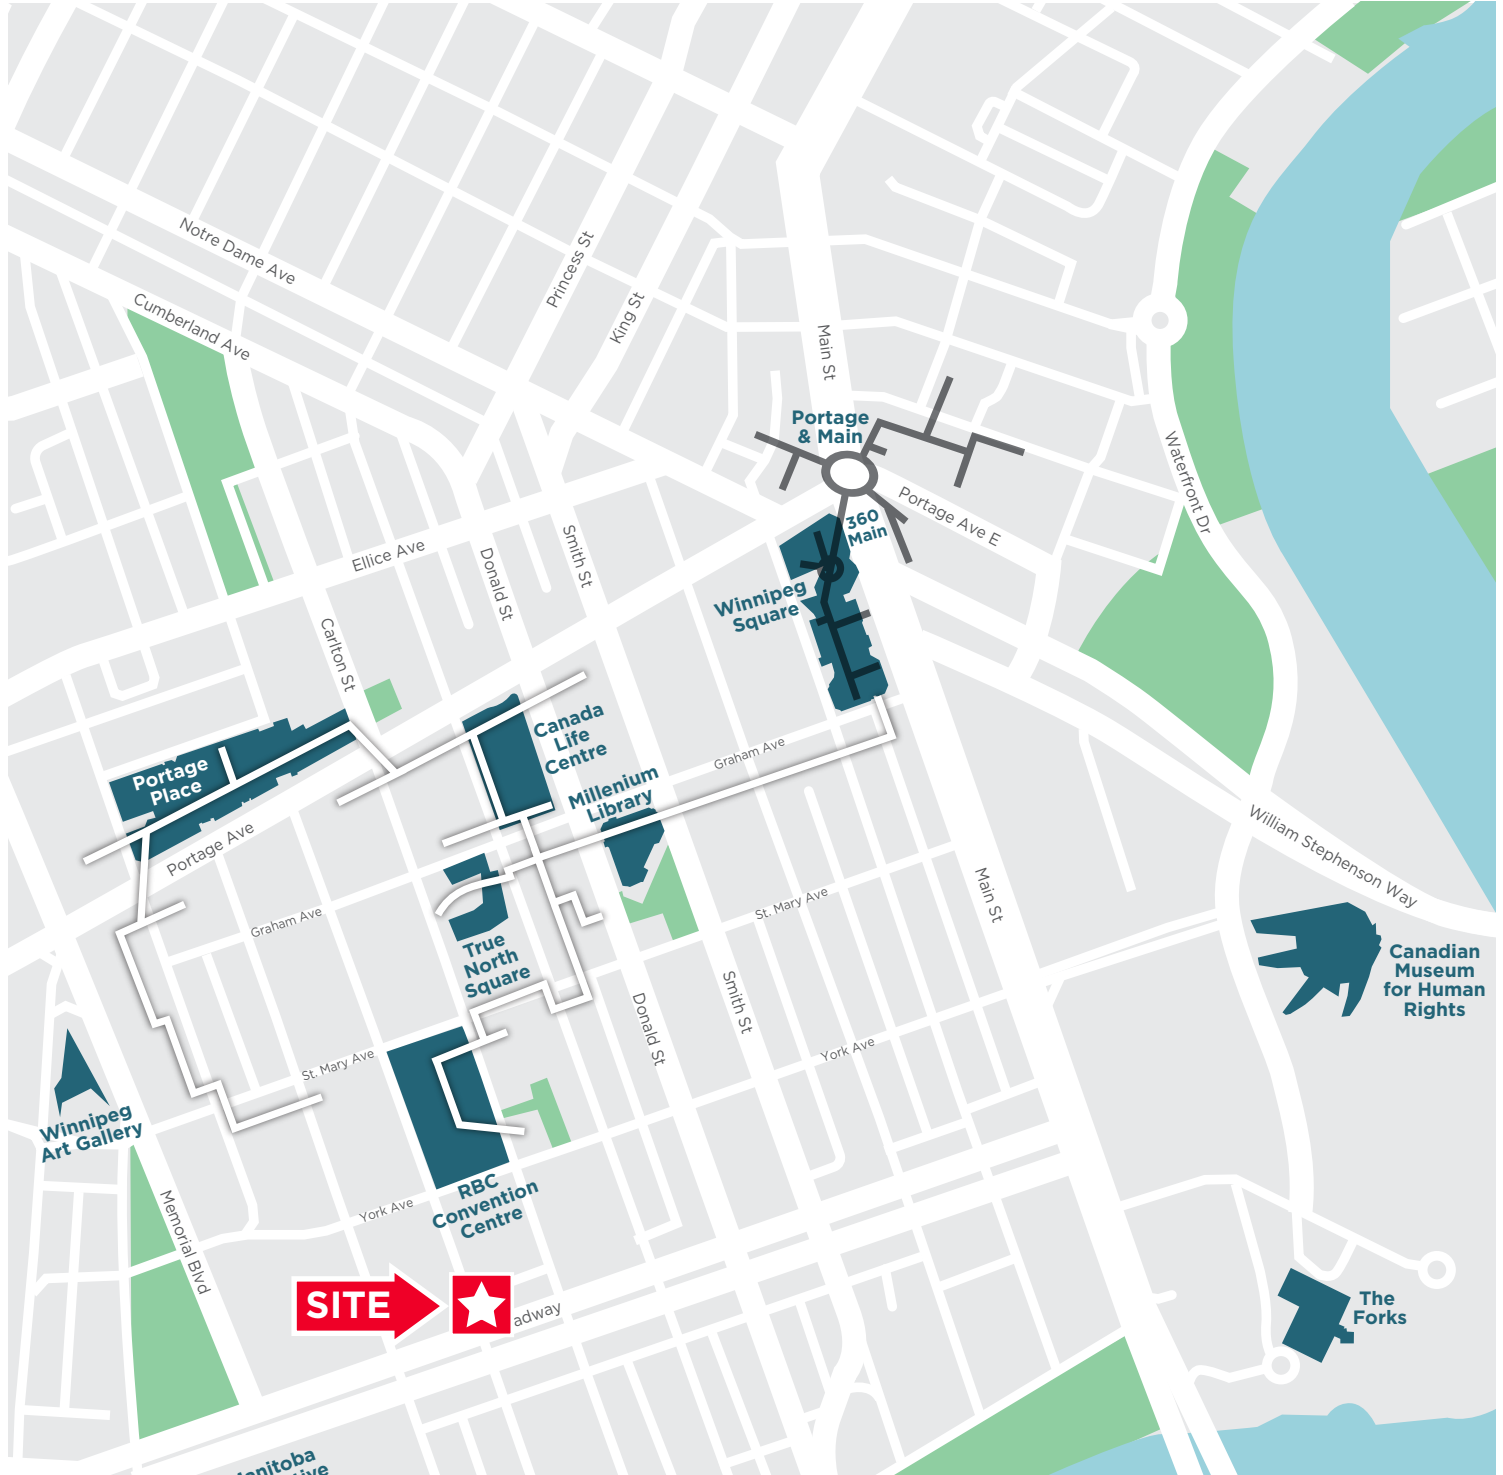 Notre Dame Ave
Cumberland Ave
Princess St
King St
Main St
Portage
& Main
Portage Ave E
Waterfront Dr
360
Main
Ellice Ave
Donald St
Smith St
Winnipeg
Square
Carlton St
Canada
Life
Centre
Graham Ave
Millenium
Library
Portage
Place
Portage Ave
William Stephenson Way
Main St
St. Mary Ave
Graham Ave
True
North
Square
Canadian
Museum
for Human
Rights
Smith St
Donald St
York Ave
St. Mary Ave
Winnipeg
Art Gallery
RBC
Convention
Centre
York Ave
Memorial Blvd
SITE
adway
The
Forks
anitoba
ive